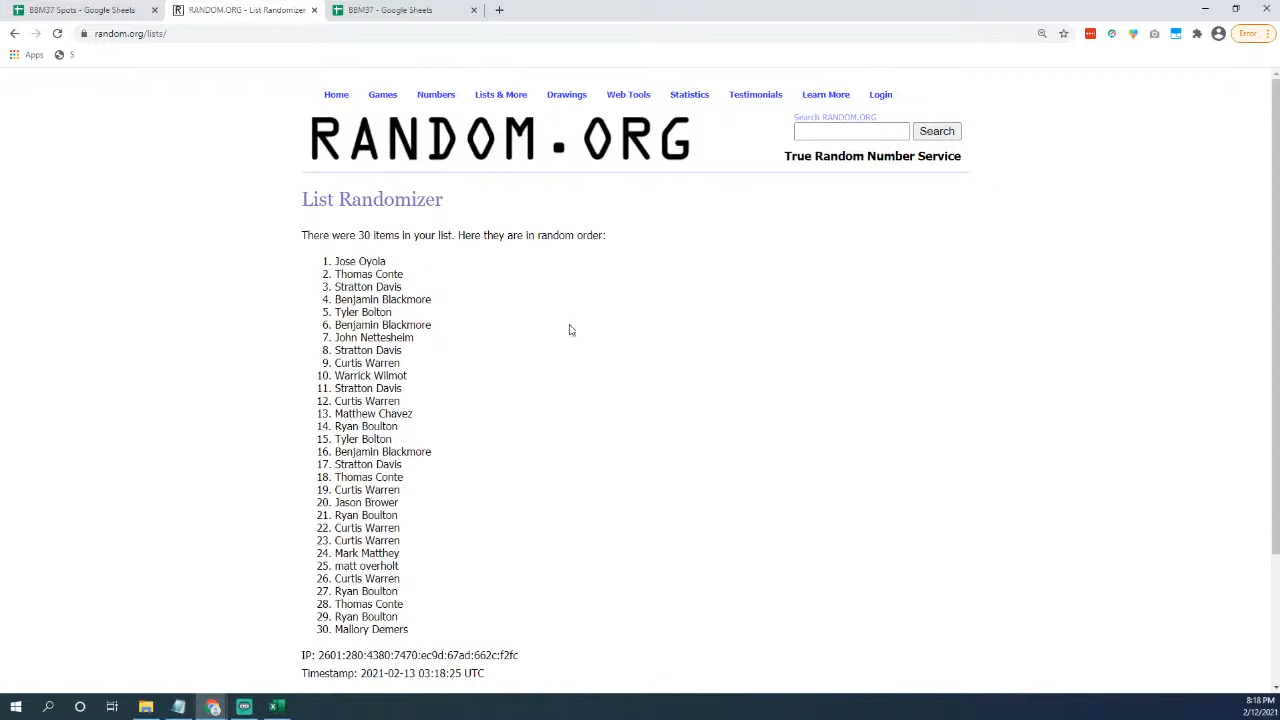 BBM37 Spots - Google Sheets
RANDOM.ORG - List Randomizer
BBM37 - Google Sheets
random.org/lists/
Error
Apps
S
Home Games Numbers Lists & More Drawings Web Tools Statistics Testimonials Learn More Login
RANDOM.ORG
Search RANDOM.ORG
Search
True Random Number Service
List Randomizer
There were 30 items in your list. Here they are in random order:
1. Jose Oyola
2. Thomas Conte
3. Stratton Davis
4. Benjamin Blackmore
5. Tyler Bolton
6. Benjamin Blackmore
7. John Nettesheim
8. Stratton Davis
9. Curtis Warren
10. Warrick Wilmot
11. Stratton Davis
12. Curtis Warren
13. Matthew Chavez
14. Ryan Boulton
15. Tyler Bolton
16. Benjamin Blackmore
17. Stratton Davis
18. Thomas Conte
19. Curtis Warren
20. Jason Brower
21. Ryan Boulton
22. Curtis Warren
23. Curtis Warren
24. Mark Matthey
25. matt overholt
26. Curtis Warren
27. Ryan Boulton
28. Thomas Conte
29. Ryan Boulton
30. Mallory Demers
IP: 2601:280:4380:7470:ec9d:67ad:662c:f2fc
Timestamp: 2021-02-13 03:18:25 UTC
8:18 PM
2/12/2021